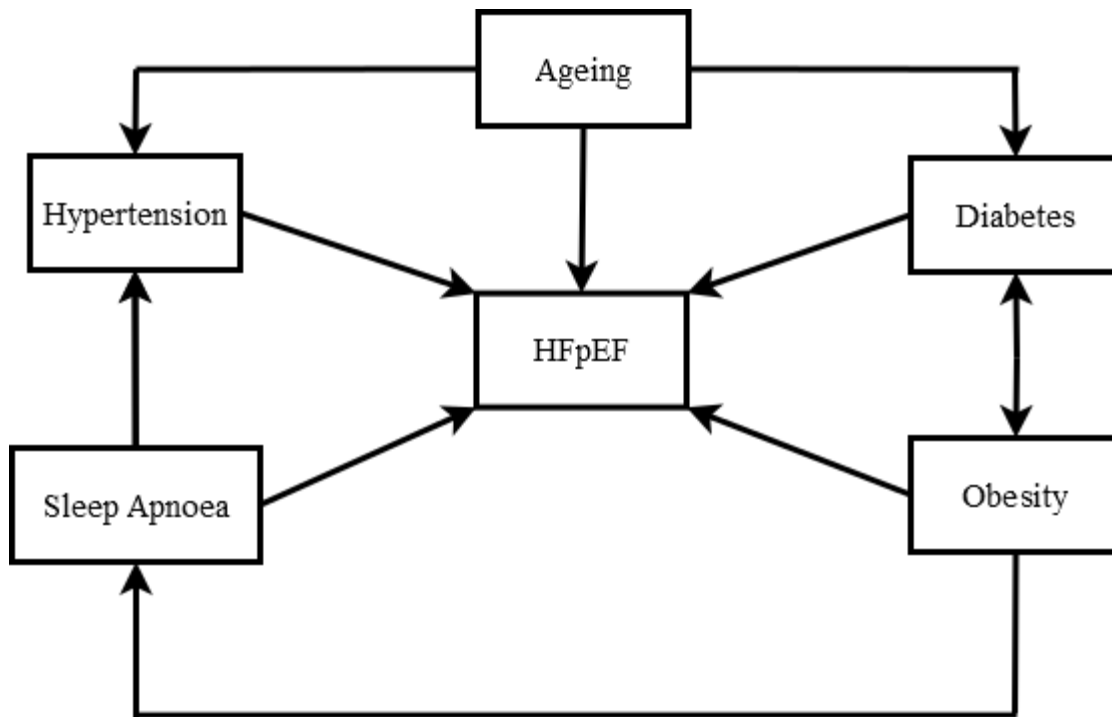 Ageing
Hypertension
Diabetes
HFpEF
Sleep Apnoea
Obesity